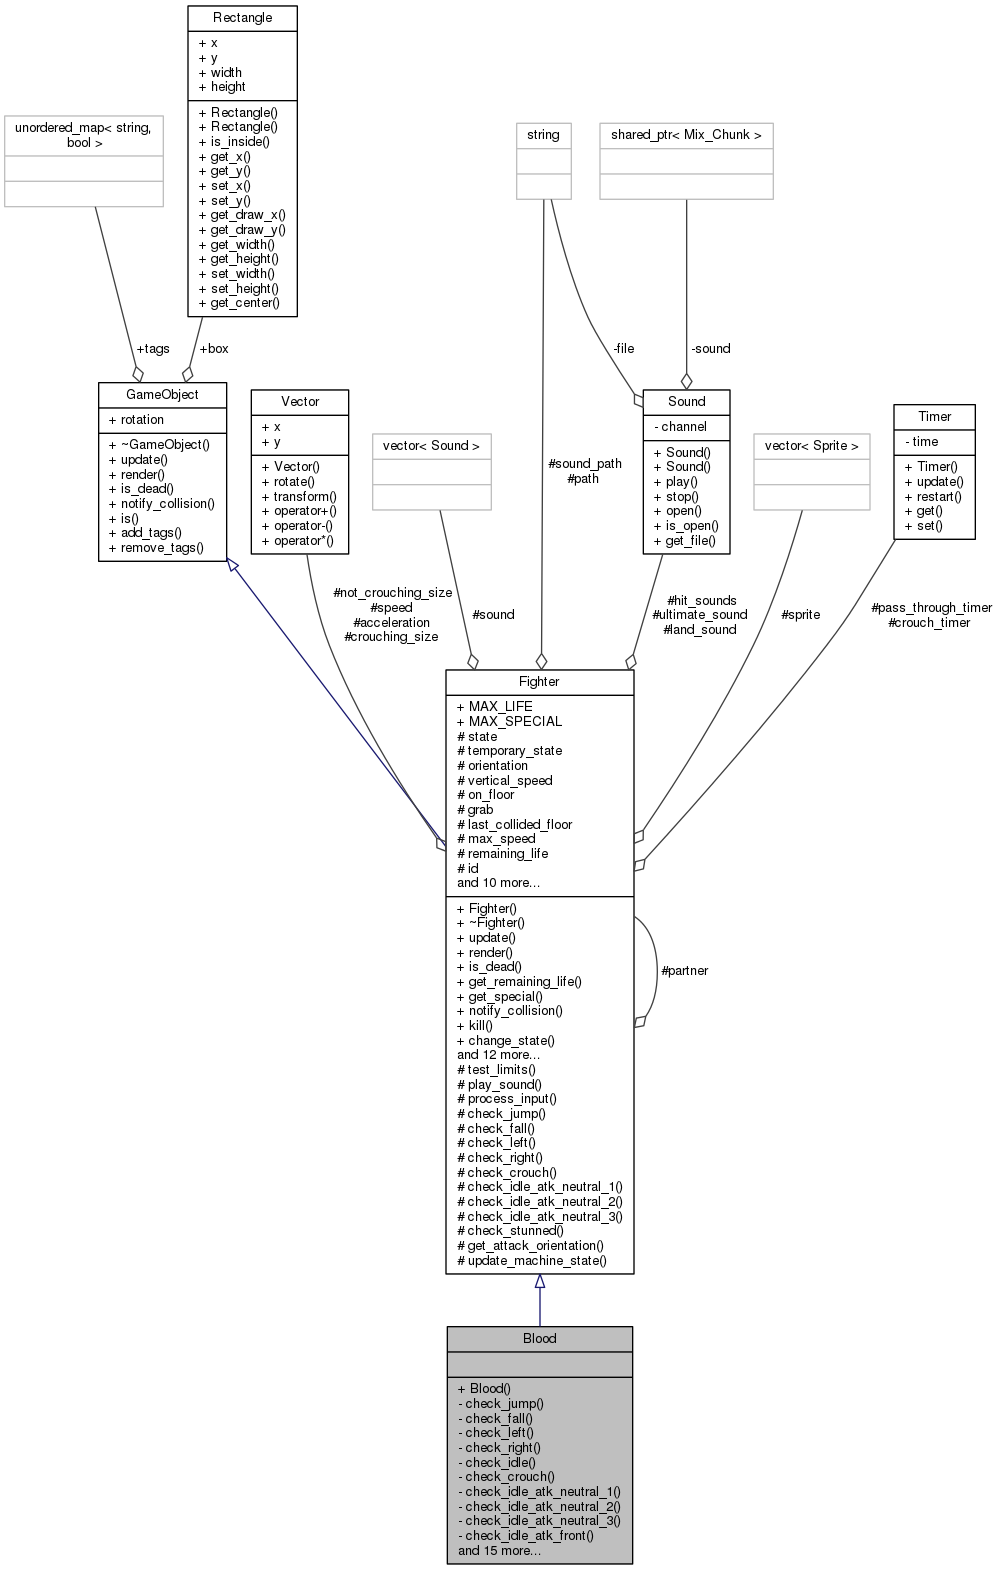 Rectangle
+ x
+ y
+ width
+ height
+ Rectangle()
+ Rectangle()
+ is_inside()
+ get_x()
+ get_y()
+ set_x()
+ set_y()
+ get_draw_x()
+ get_draw_y()
+ get_width()
+ get_height()
+ set_width()
+ set_height()
+ get_center()
unordered_map< string,
bool >
string
shared_ptr< Mix_Chunk >
+tags
+box
-file
-sound
GameObject
+ rotation
+ ~GameObject()
+ update()
+ render()
+ is_dead()
+ notify_collision()
+ is()
+ add_tags()
+ remove_tags()
Vector
+ x
+ y
+ Vector()
+ rotate()
+ transform()
+ operator+()
+ operator-()
+ operator*()
vector< Sound >
#sound_path
#path
Sound
- channel
+ Sound()
+ Sound()
+ play()
+ stop()
+ open()
+ is_open()
+ get_file()
vector< Sprite >
Timer
- time
+ Timer()
+ update()
+ restart()
+ get()
+ set()
#not_crouching_size
#speed
#acceleration
#crouching_size
#sound
#hit_sounds
#ultimate_sound
#land_sound
#sprite
#pass_through_timer
#crouch_timer
Fighter
+ MAX_LIFE
+ MAX_SPECIAL
# state
# temporary_state
# orientation
# vertical_speed
# on_floor
# grab
# last_collided_floor
# max_speed
# remaining_life
# id
and 10 more...
+ Fighter()
+ ~Fighter()
+ update()
+ render()
+ is_dead()
+ get_remaining_life()
+ get_special()
+ notify_collision()
+ kill()
+ change_state()
and 12 more...
# test_limits()
# play_sound()
# process_input()
# check_jump()
# check_fall()
# check_left()
# check_right()
# check_crouch()
# check_idle_atk_neutral_1()
# check_idle_atk_neutral_2()
# check_idle_atk_neutral_3()
# check_stunned()
# get_attack_orientation()
# update_machine_state()
#partner
Blood
+ Blood()
- check_jump()
- check_fall()
- check_left()
- check_right()
- check_idle()
- check_crouch()
- check_idle_atk_neutral_1()
- check_idle_atk_neutral_2()
- check_idle_atk_neutral_3()
- check_idle_atk_front()
and 15 more...